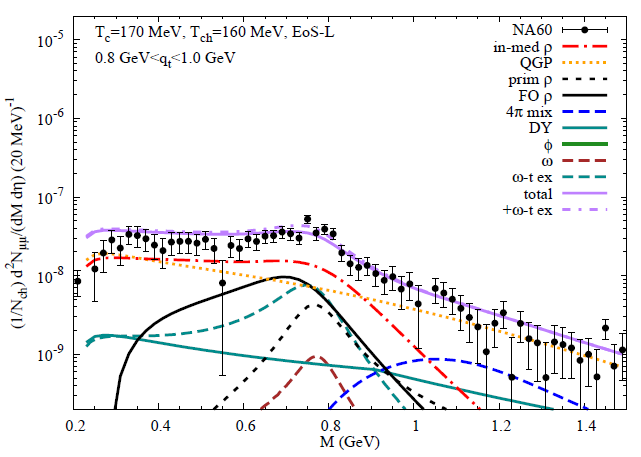 T_c=170 MeV, T_ch=160 MeV, EoS-L
0.8 GeV<q_t<1.0 GeV
NA60
in-med ρ
QGP
prim ρ
FO ρ
4π mix
DY
ϕ
ω
ω-t ex
total
+ω-t ex
(1/N_ch) d^2N_μμ/(dM dη) (20 MeV)^-1
10^-5
10^-6
10^-7
10^-8
10^-9
0.2 0.4 0.6 0.8 1 1.2 1.4
M (GeV)